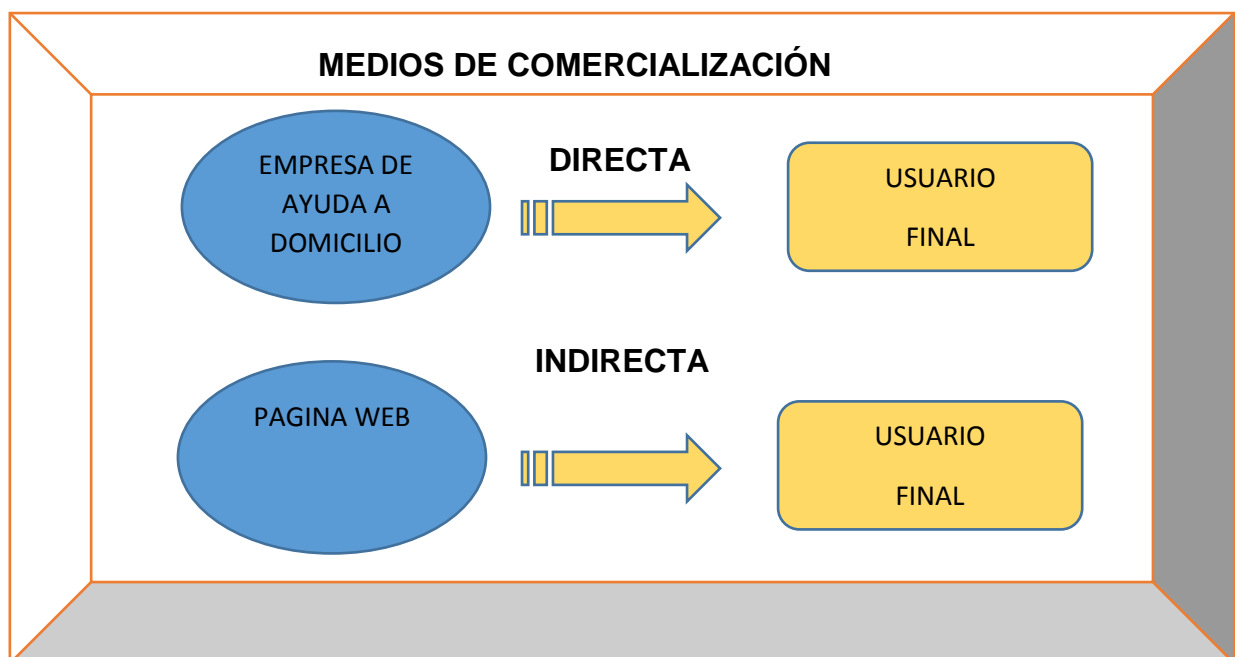 MEDIOS DE COMERCIALIZACIÓN
EMPRESA DE
AYUDA A
DOMICILIO
DIRECTA
USUARIO
FINAL
INDIRECTA
PAGINA WEB
USUARIO
FINAL